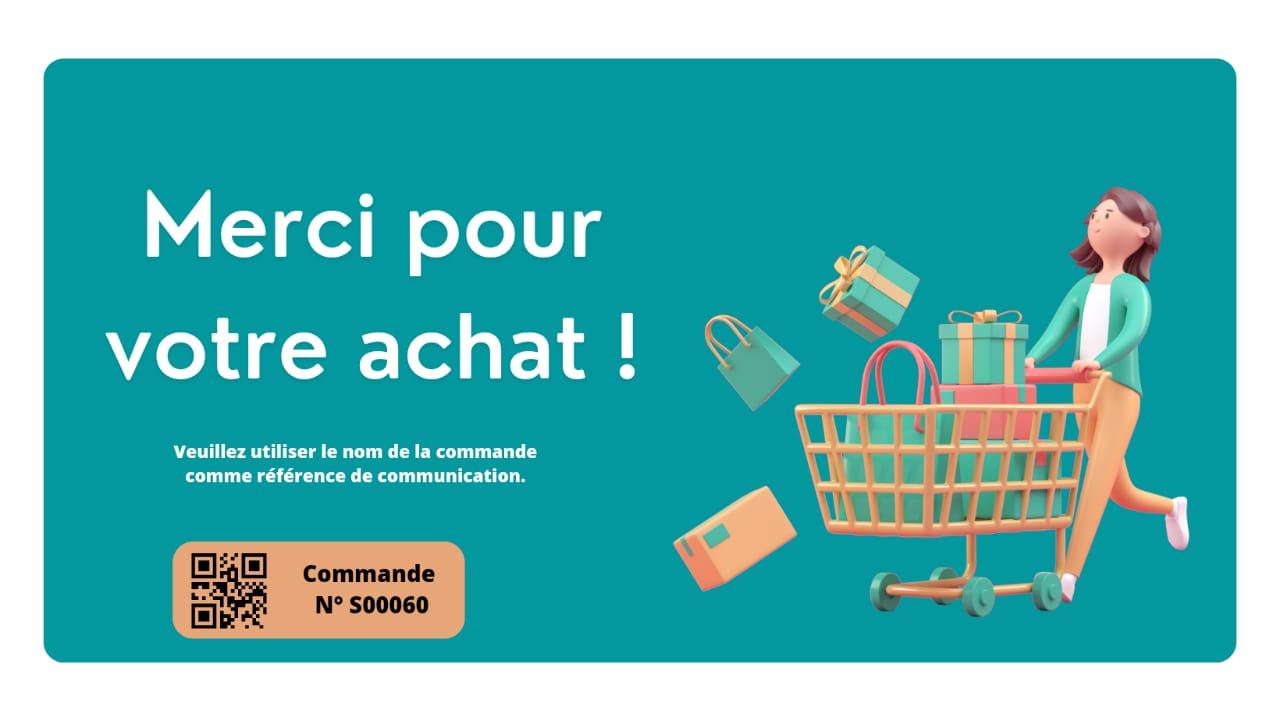 Merci pour
votre achat !
Veuillez utiliser le nom de la commande
comme référence de communication.
Commande
N° S00060